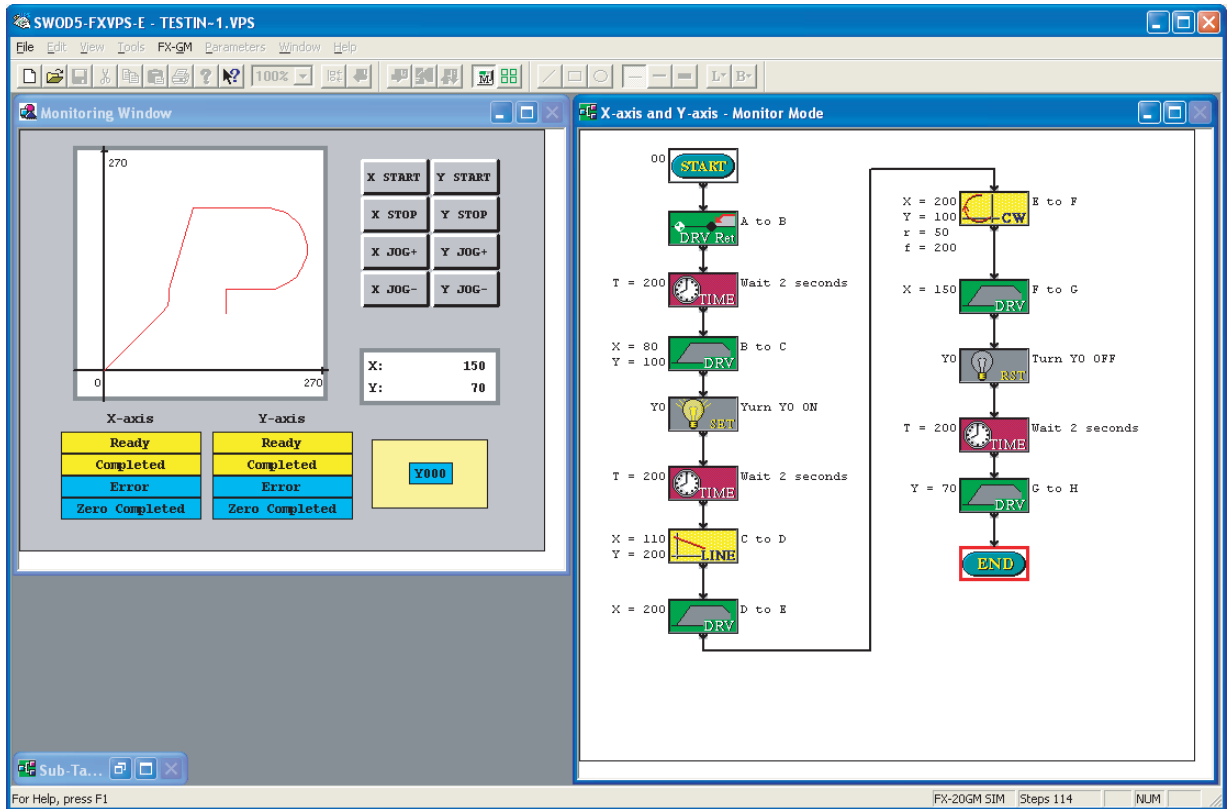 SW0D5-FXVPS-E - TESTIN~1.VPS
File Edit View Tools FX-GM Parameters Window Help
100%
L B
Monitoring Window
270
0
270
X START Y START
X STOP Y STOP
X JOG+ Y JOG+
X JOG- Y JOG-
X: 150
Y: 70
X-axis Y-axis
Ready Ready
Completed Completed
Error Error
Zero Completed Zero Completed
Y000
X-axis and Y-axis - Monitor Mode
00 START
DRV Ret A to B
T = 200 TIME Wait 2 seconds
X = 80
Y = 100 DRV B to C
Y0 SET Turn Y0 ON
T = 200 TIME Wait 2 seconds
X = 110
Y = 200 LINE C to D
X = 200 DRV D to E
X = 200
Y = 100
r = 50
f = 200
CW E to F
X = 150 DRV F to G
Y0 RST Turn Y0 OFF
T = 200 TIME Wait 2 seconds
Y = 70 DRV G to H
END
Sub-Ta...
For Help, press F1
FX-20GM SIM Steps 114 NUM